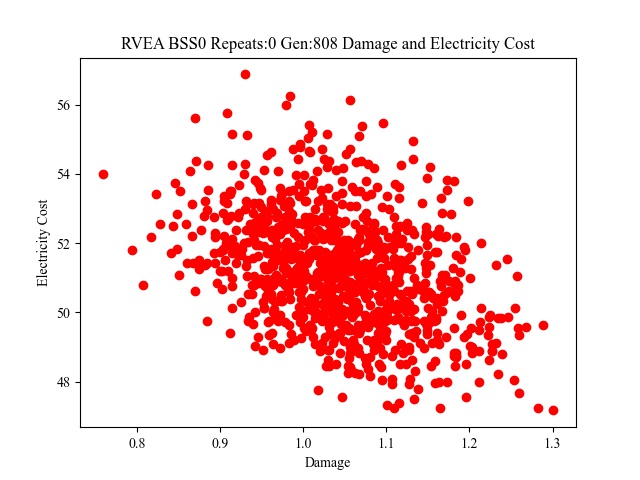 RVEA BSS0 Repeats:0 Gen:808 Damage and Electricity Cost
Electricity Cost
56
54
52
50
48
0.8 0.9 1.0 1.1 1.2 1.3
Damage